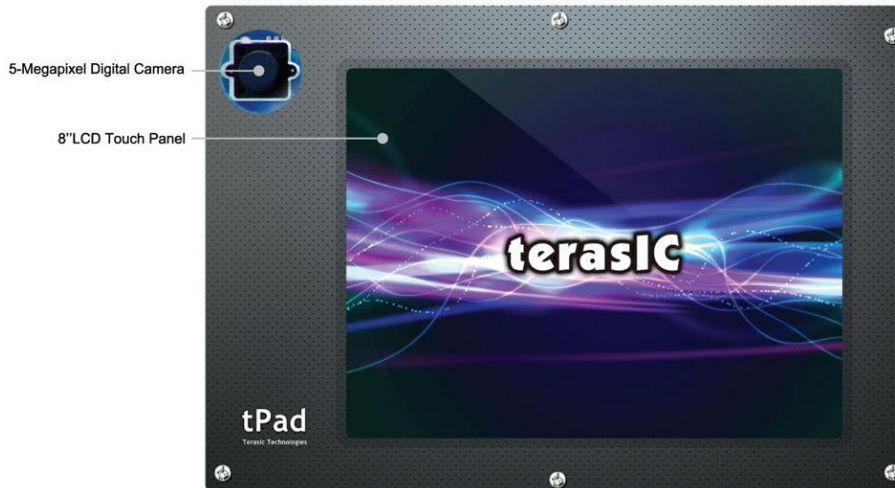 5-Megapixel Digital Camera
8''LCD Touch Panel
terasIC
tPad
Terasic Technologies